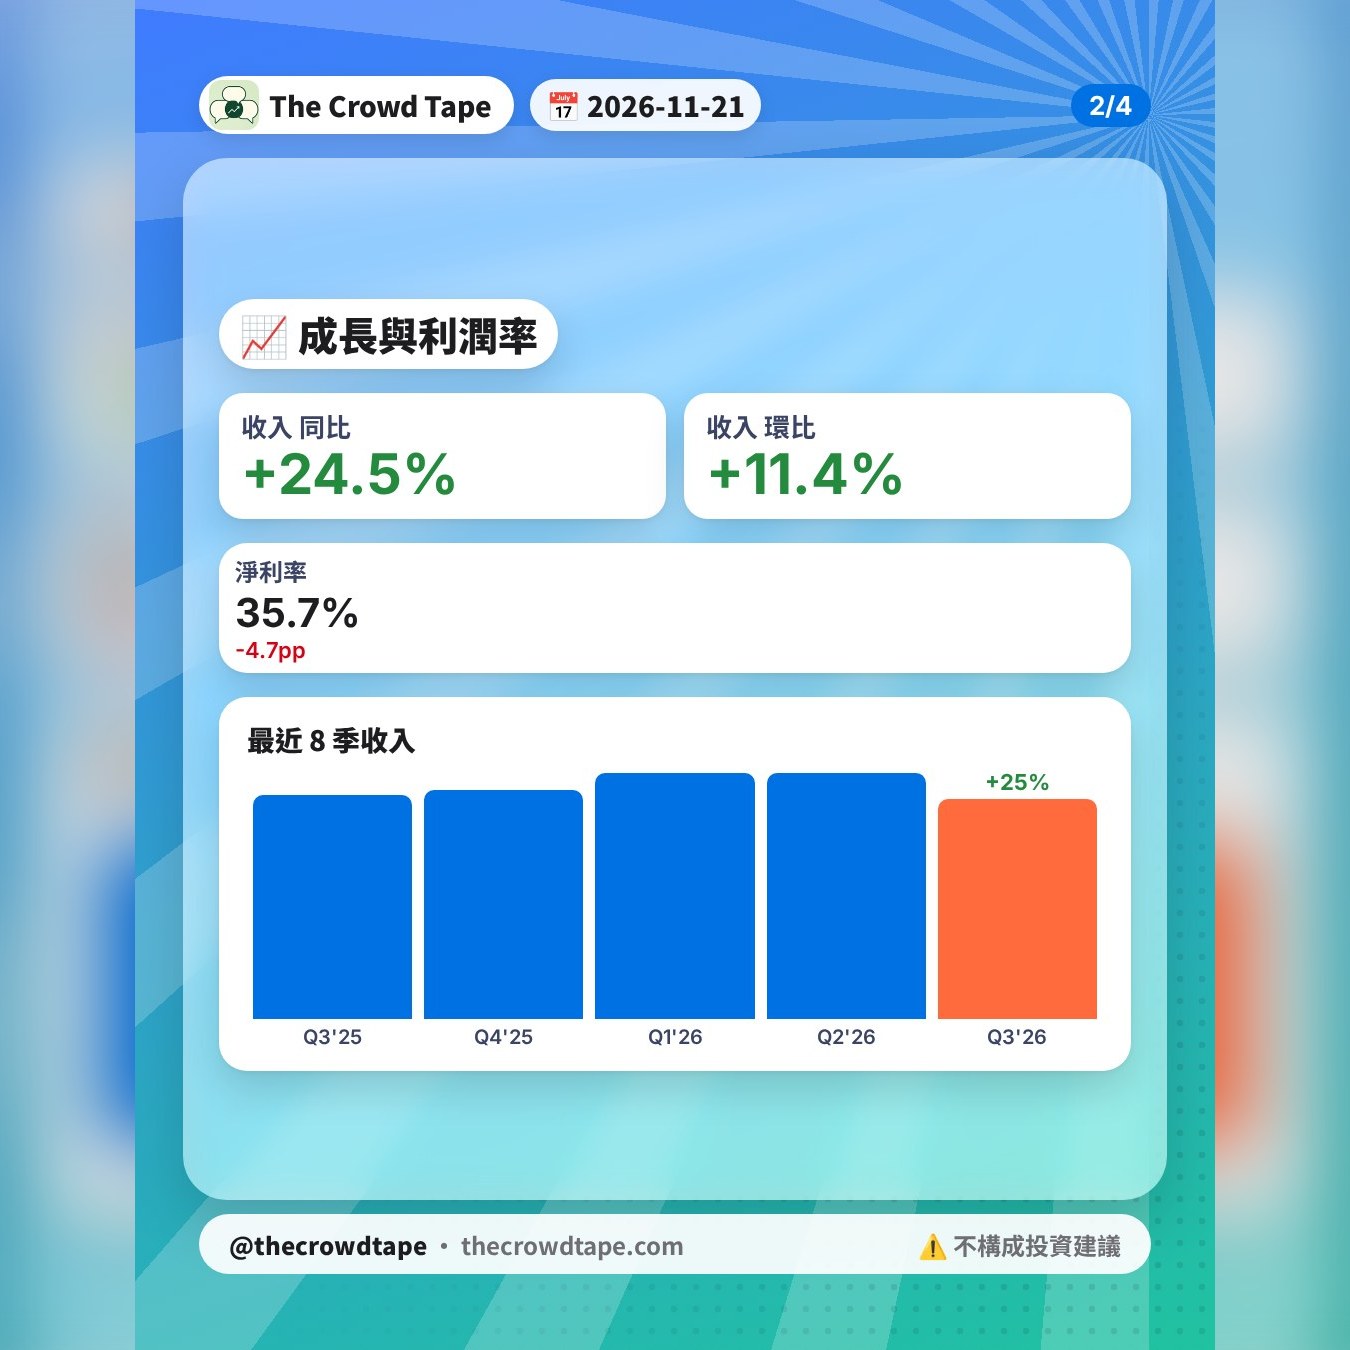 The Crowd Tape
2026-11-21
2/4
成長與利潤率
收入 同比
+24.5%
收入 環比
+11.4%
淨利率
35.7%
-4.7pp
最近 8 季收入
+25%
Q3'25
Q4'25
Q1'26
Q2'26
Q3'26
@thecrowdtape • thecrowdtape.com
⚠️ 不構成投資建議